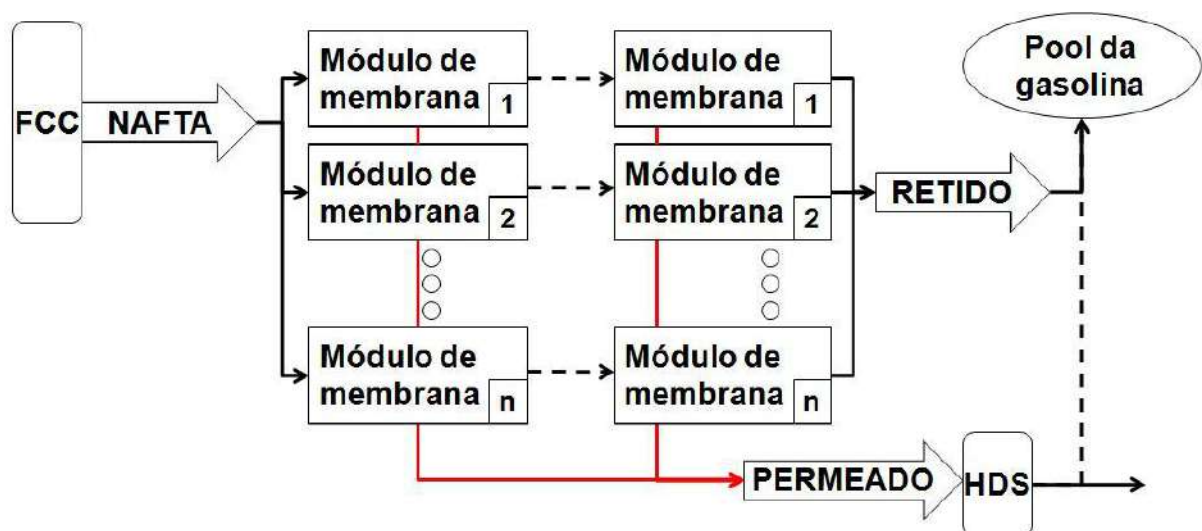 FCC
NAFTA
Módulo de
membrana 1
Módulo de
membrana 1
Módulo de
membrana 2
Módulo de
membrana 2
Módulo de
membrana n
Módulo de
membrana n
RETIDO
Pool da
gasolina
PERMEADO
HDS